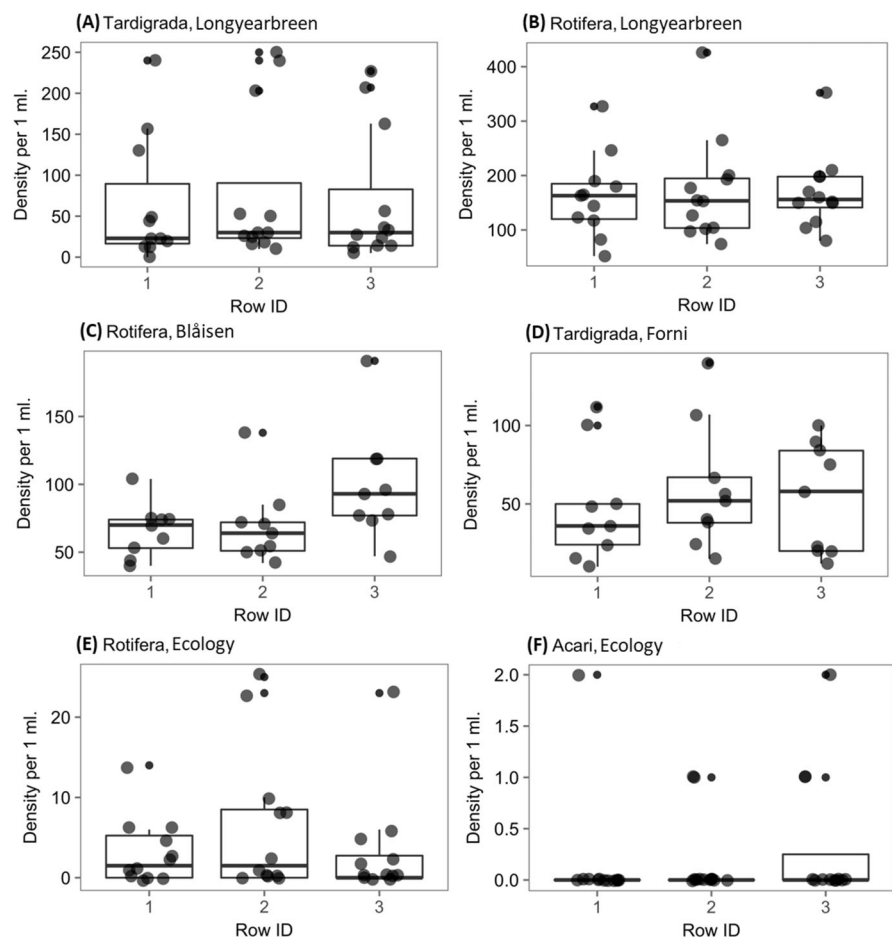 (A) Tardigrada, Longyearbreen
250
200
150
100
50
0
Density per 1 ml.
1 2 3
Row ID
(B) Rotifera, Longyearbreen
400
300
200
100
Density per 1 ml.
1 2 3
Row ID
(C) Rotifera, Blåisen
150
100
50
Density per 1 ml.
1 2 3
Row ID
(D) Tardigrada, Forni
100
50
Density per 1 ml.
1 2 3
Row ID
(E) Rotifera, Ecology
20
10
0
Density per 1 ml.
1 2 3
Row ID
(F) Acari, Ecology
2.0
1.5
1.0
0.5
0.0
Density per 1 ml.
1 2 3
Row ID